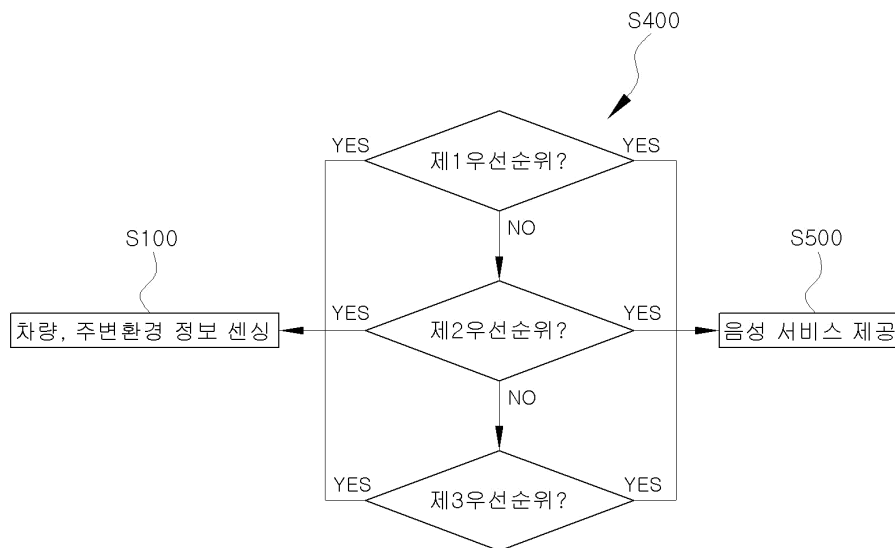 S400
YES
제1우선순위?
YES
NO
S100
S500
차량, 주변환경 정보 센싱
YES
제2우선순위?
YES
음성 서비스 제공
NO
YES
제3우선순위?
YES